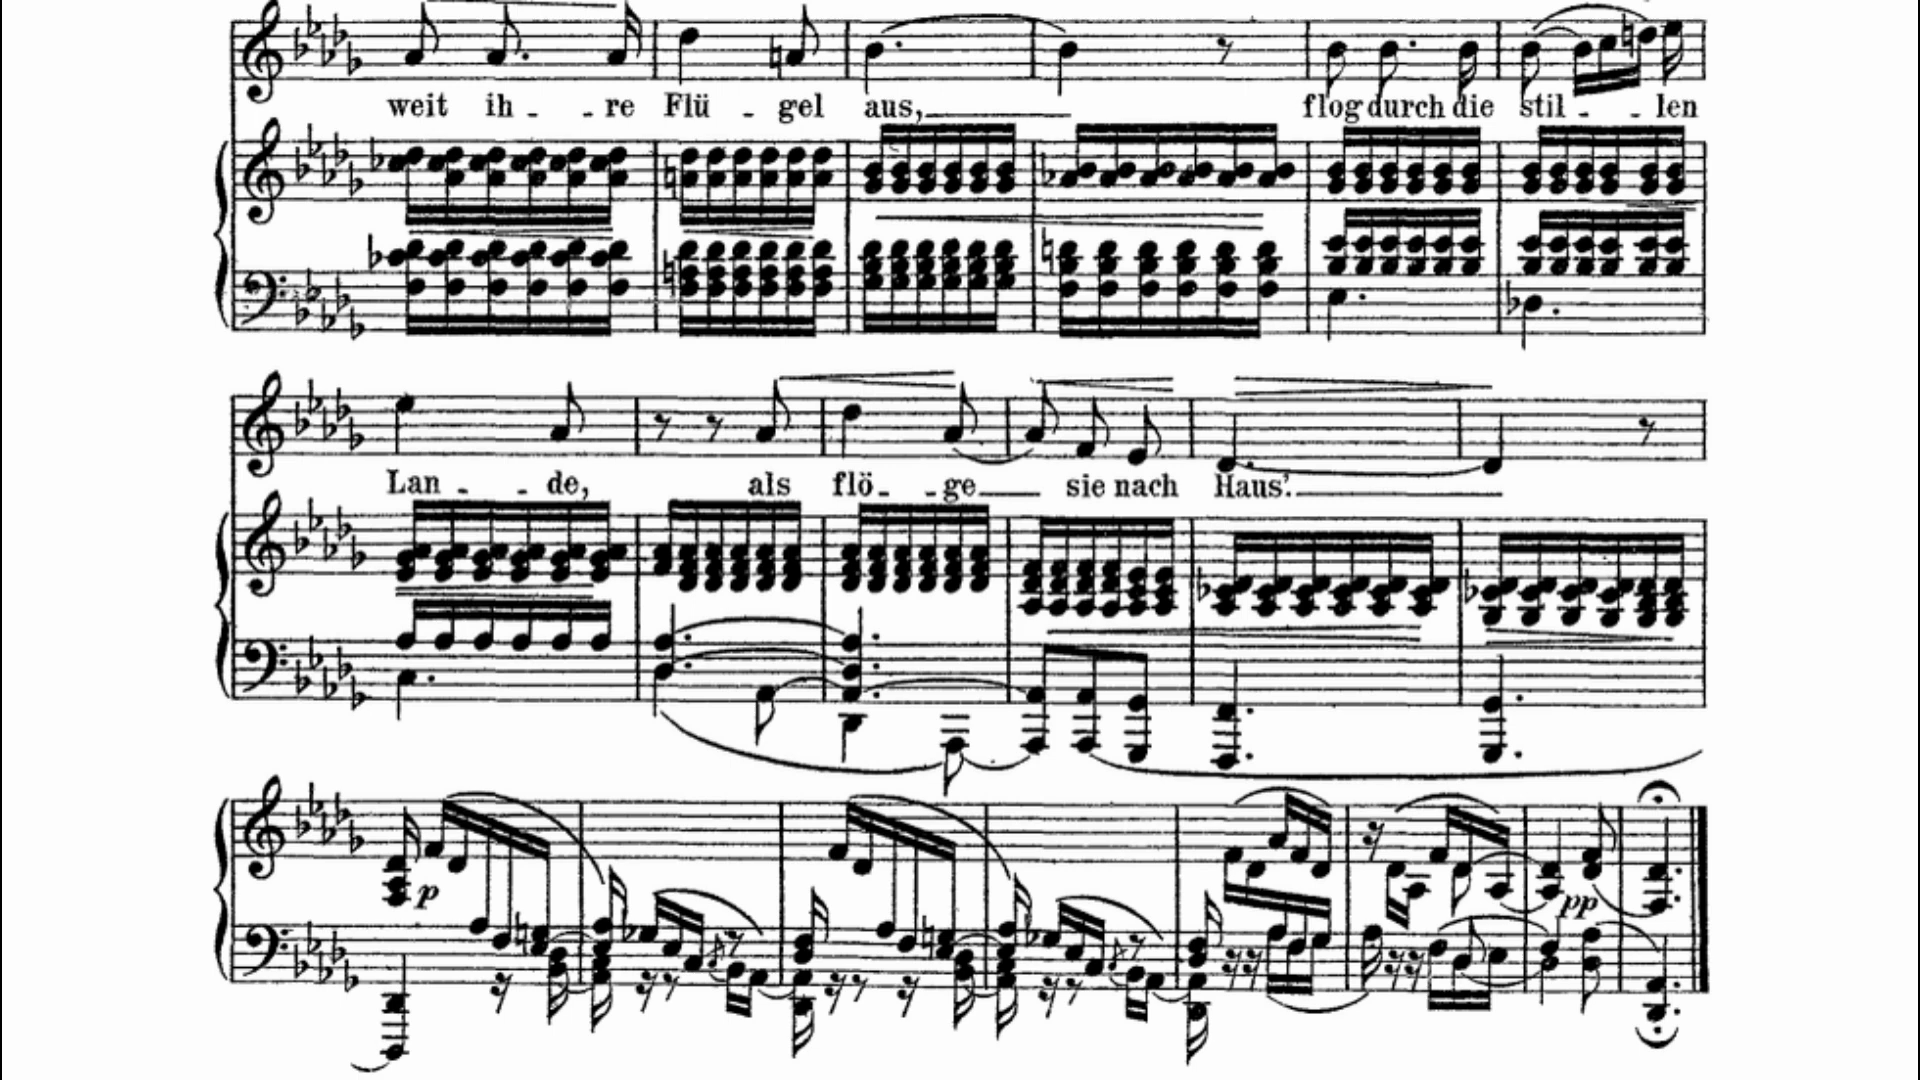 weit ih - - re Flü - gel aus, flog durch die stil - - len
Lan - - de, als flö - - ge sie nach Haus'.
p pp